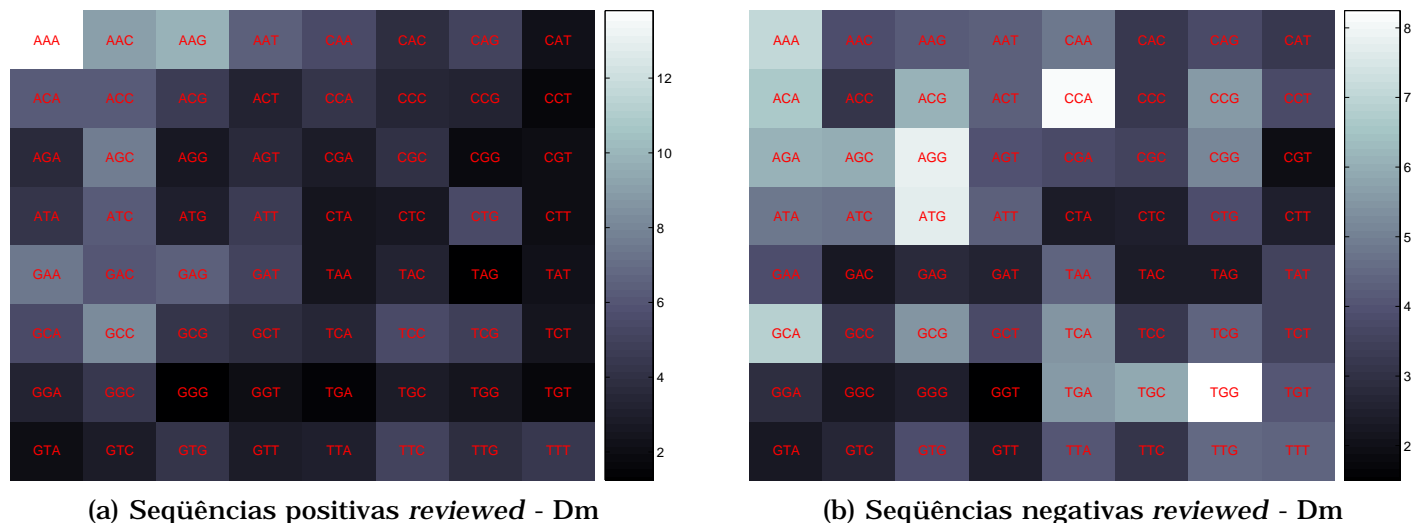 AAA AAC AAG AAT CAA CAC CAG CAT
ACA ACC ACG ACT CCA CCC CCG CCT
AGA AGC AGG AGT CGA CGC CGG CGT
ATA ATC ATG ATT CTA CTC CTG CTT
GAA GAC GAG GAT TAA TAC TAG TAT
GCA GCC GCG GCT TCA TCC TCG TCT
GGA GGC GGG GGT TGA TGC TGG TGT
GTA GTC GTG GTT TTA TTC TTG TTT
12
10
8
6
4
2
(a) Seqüências positivas reviewed - Dm
AAA AAC AAG AAT CAA CAC CAG CAT
ACA ACC ACG ACT CCA CCC CCG CCT
AGA AGC AGG AGT CGA CGC CGG CGT
ATA ATC ATG ATT CTA CTC CTG CTT
GAA GAC GAG GAT TAA TAC TAG TAT
GCA GCC GCG GCT TCA TCC TCG TCT
GGA GGC GGG GGT TGA TGC TGG TGT
GTA GTC GTG GTT TTA TTC TTG TTT
8
7
6
5
4
3
2
(b) Seqüências negativas reviewed - Dm